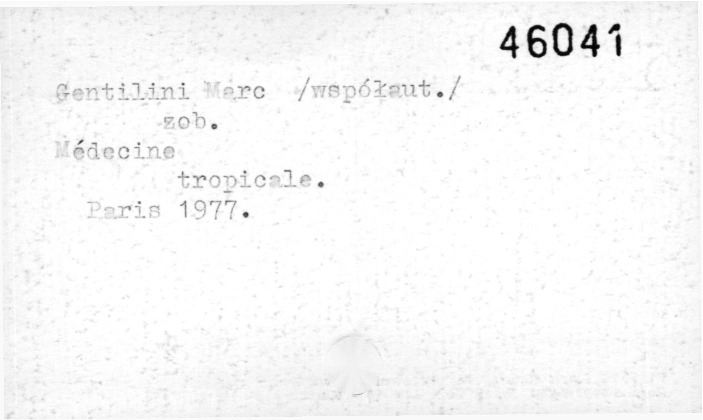 46041
Gentilini Marc /współaut./
zob.
Médecine
tropicale.
Paris 1977.